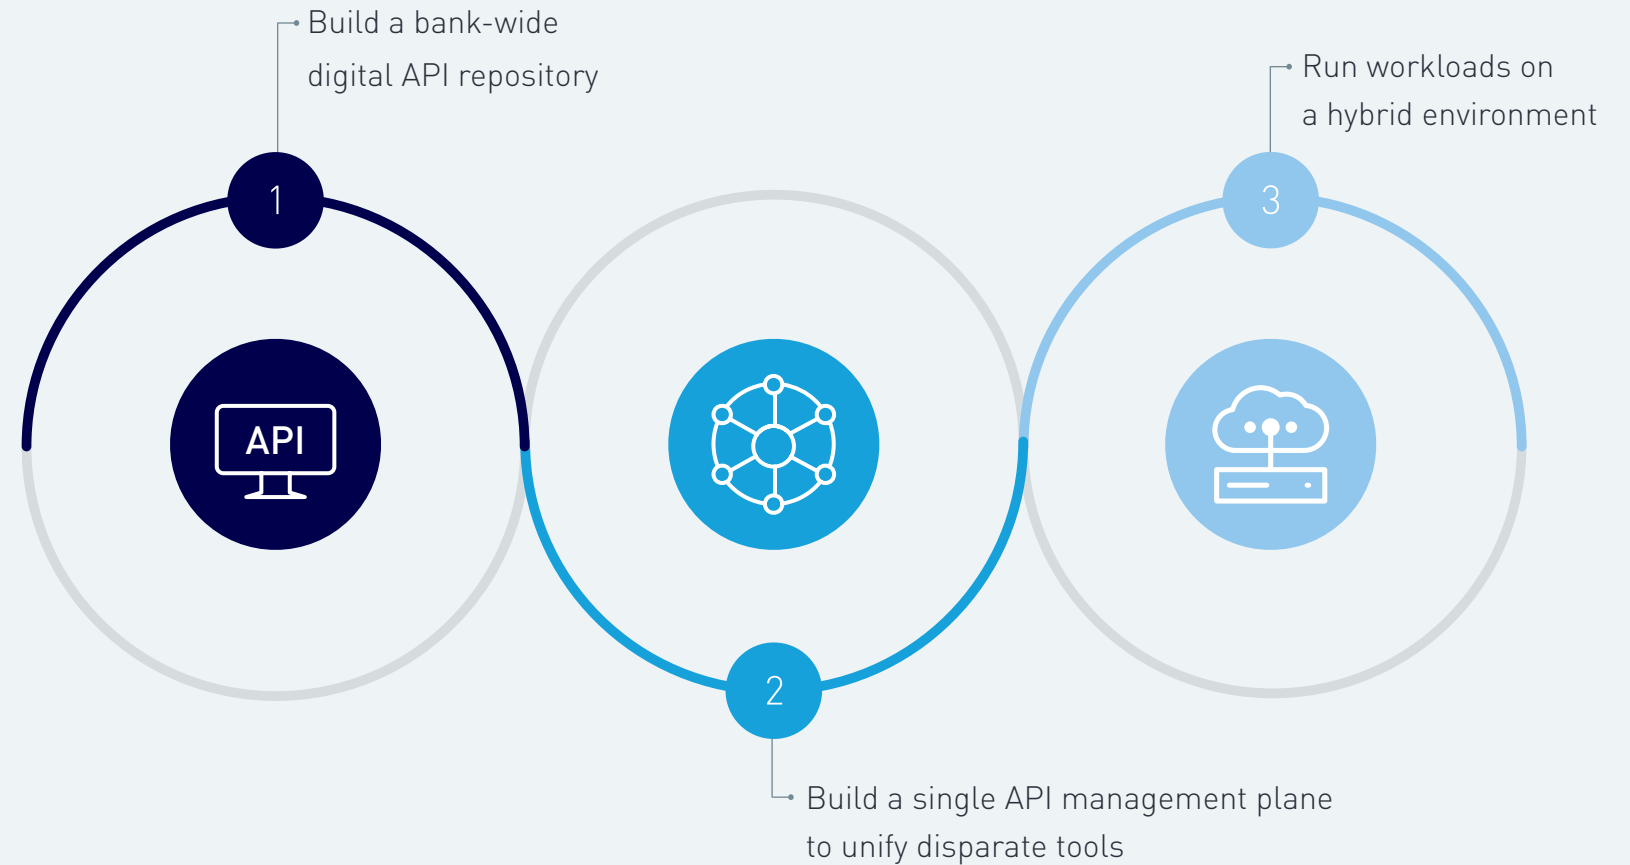 1
Build a bank-wide
digital API repository
API
2
Build a single API management plane
to unify disparate tools
3
Run workloads on
a hybrid environment